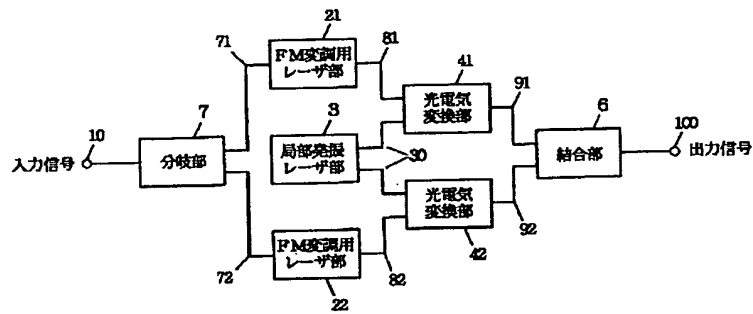 21
71
FM変調用
レーザ部
81
41
光電気
変換部
91
7
3
6
10
入力信号
分岐部
局部発振
レーザ部
30
結合部
100
出力信号
光電気
変換部
92
42
FM変調用
レーザ部
72
82
22